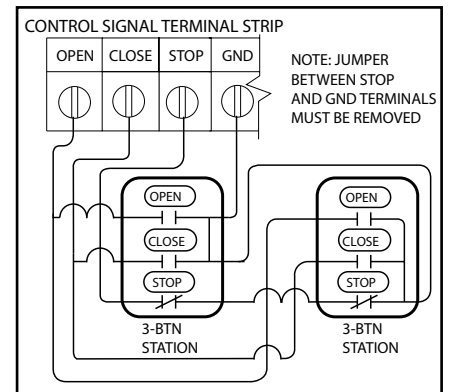 CONTROL SIGNAL TERMINAL STRIP
OPEN CLOSE STOP GND
NOTE: JUMPER
BETWEEN STOP
AND GND TERMINALS
MUST BE REMOVED
OPEN
CLOSE
STOP
3-BTN
STATION
OPEN
CLOSE
STOP
3-BTN
STATION